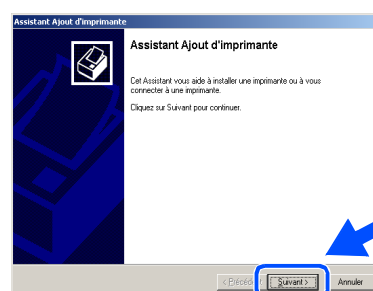 Assistant Ajout d'imprimante
Assistant Ajout d'imprimante
Cet Assistant vous aide à installer une imprimante ou à vous
connecter à une imprimante.
Cliquez sur Suivant pour continuer.
< Précédent Suivant > Annuler